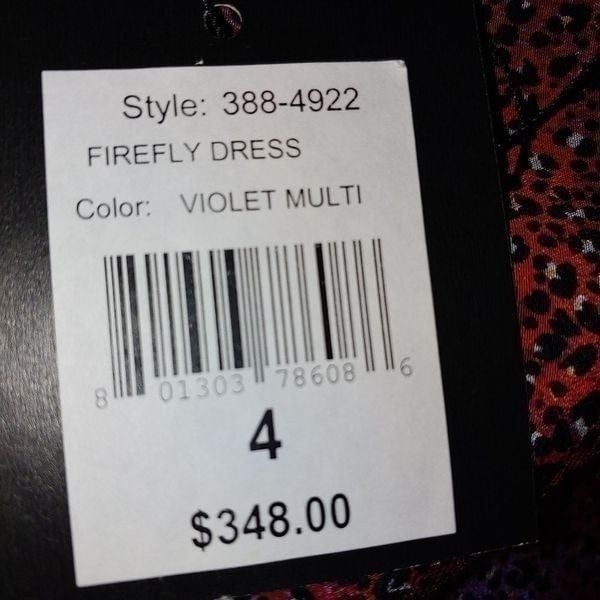 Style: 388-4922
FIREFLY DRESS
Color: VIOLET MULTI
8 01303 78608 6
4
$348.00